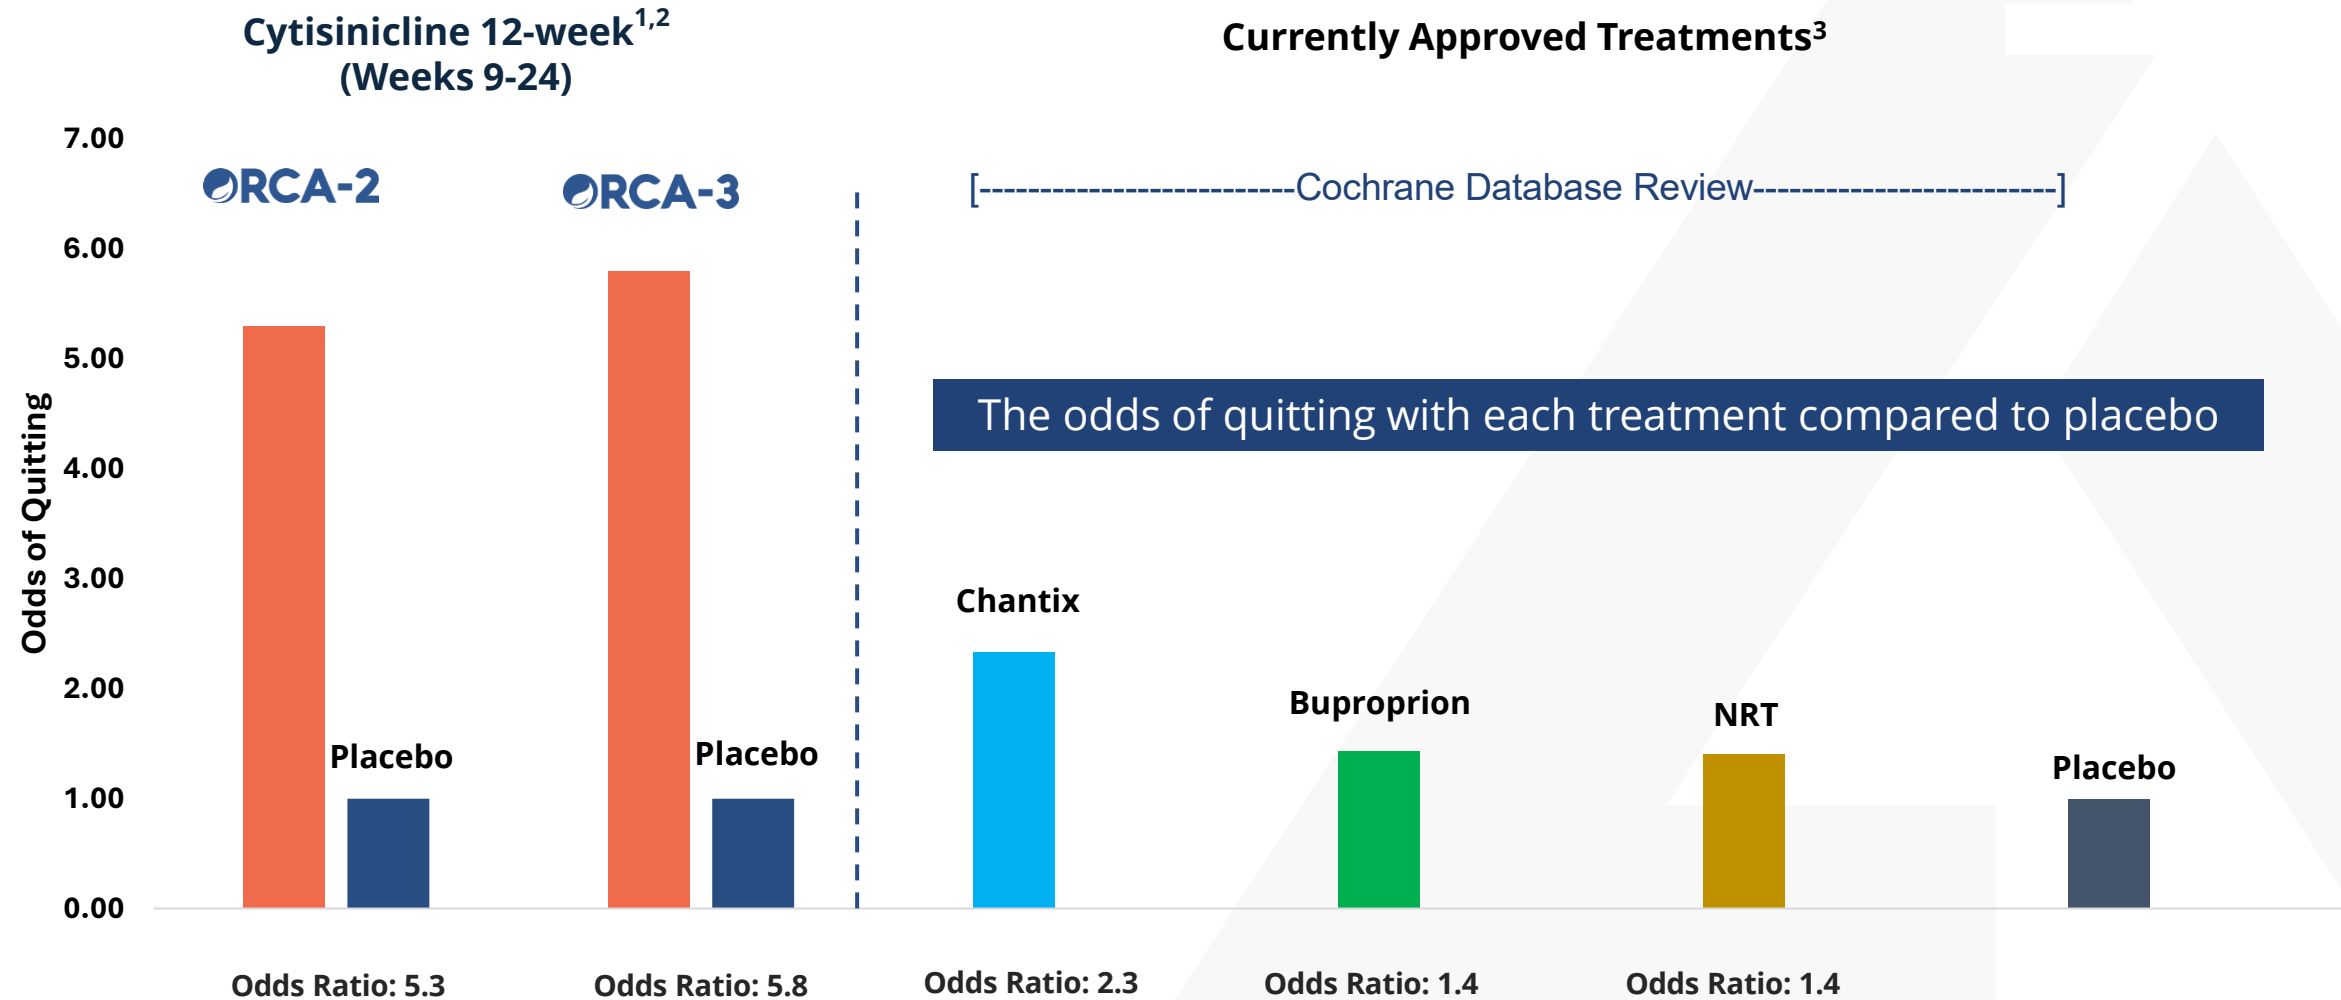 Cytisinicline 12-week1,2
(Weeks 9-24)
Currently Approved Treatments3
7.00
6.00
5.00
4.00
3.00
2.00
1.00
0.00
Odds of Quitting
ORCA-2
ORCA-3
[--------------------------Cochrane Database Review-------------------------]
The odds of quitting with each treatment compared to placebo
Placebo
Placebo
Chantix
Buproprion
NRT
Placebo
Odds Ratio: 5.3
Odds Ratio: 5.8
Odds Ratio: 2.3
Odds Ratio: 1.4
Odds Ratio: 1.4